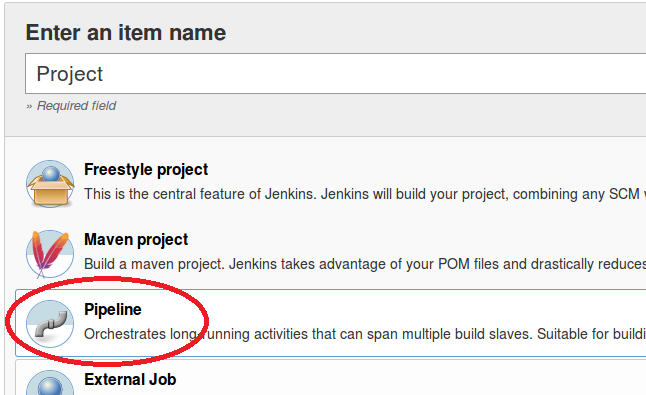 Enter an item name
Project
» Required field
Freestyle project
This is the central feature of Jenkins. Jenkins will build your project, combining any SCM
Maven project
Build a maven project. Jenkins takes advantage of your POM files and drastically reduces
Pipeline
Orchestrates long-running activities that can span multiple build slaves. Suitable for
External Job